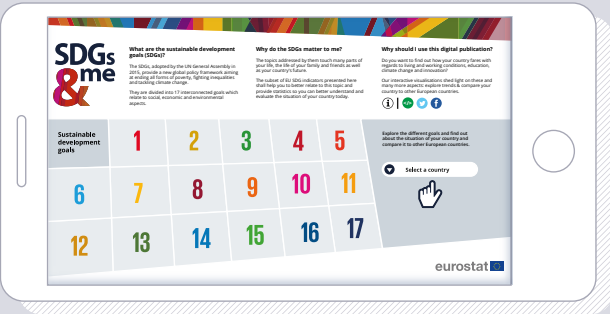 SDGs
& me
What are the sustainable development
goals (SDGs)?
The SDGs, adopted by the UN General Assembly in
2015, provide a new global policy framework aiming
at ending all forms of poverty, fighting inequalities
and tackling climate change.
They are divided into 17 interconnected goals which
relate to social, economic and environmental
aspects.
Why do the SDGs matter to me?
The topics addressed by them touch many parts of
your life, the life of your family and friends as well
as your country's future.
The subset of EU SDG indicators presented here
shall help you to better relate to this topic and
provide statistics so you can better understand and
evaluate the situation of your country today.
Why should I use this digital publication?
Do you want to find out how your country fares with
regards to living and working conditions, education,
climate change and innovation?
Our interactive visualisations shed light on these and
many more aspects: explore trends & compare your
country to other European countries.
i </> f
Sustainable
development
goals
1 2 3 4 5
6 7 8 9 10 11
12 13 14 15 16 17
Explore the different goals and find out
about the situation of your country and
compare it to other European countries.
Select a country
eurostat